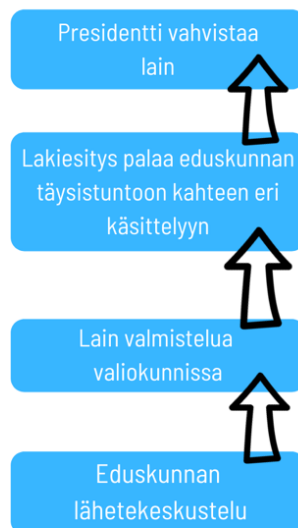 Presidentti vahvistaa
lain
Lakiesitys palaa eduskunnan
täysistuntoon kahteen eri
käsittelyyn
Lain valmistelua
valiokunnissa
Eduskunnan
lähetekeskustelu